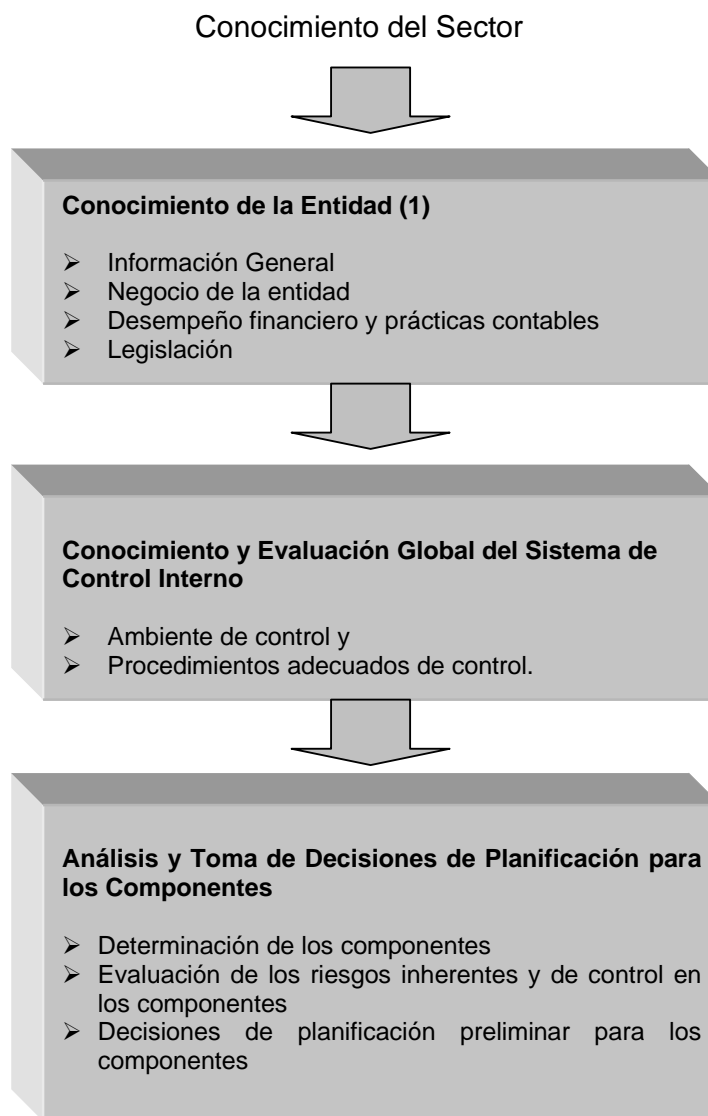 Conocimiento del Sector
Conocimiento de la Entidad (1)
➢ Información General
➢ Negocio de la entidad
➢ Desempeño financiero y prácticas contables
➢ Legislación
Conocimiento y Evaluación Global del Sistema de
Control Interno
➢ Ambiente de control y
➢ Procedimientos adecuados de control.
Análisis y Toma de Decisiones de Planificación para
los Componentes
➢ Determinación de los componentes
➢ Evaluación de los riesgos inherentes y de control en
los componentes
➢ Decisiones de planificación preliminar para los
componentes